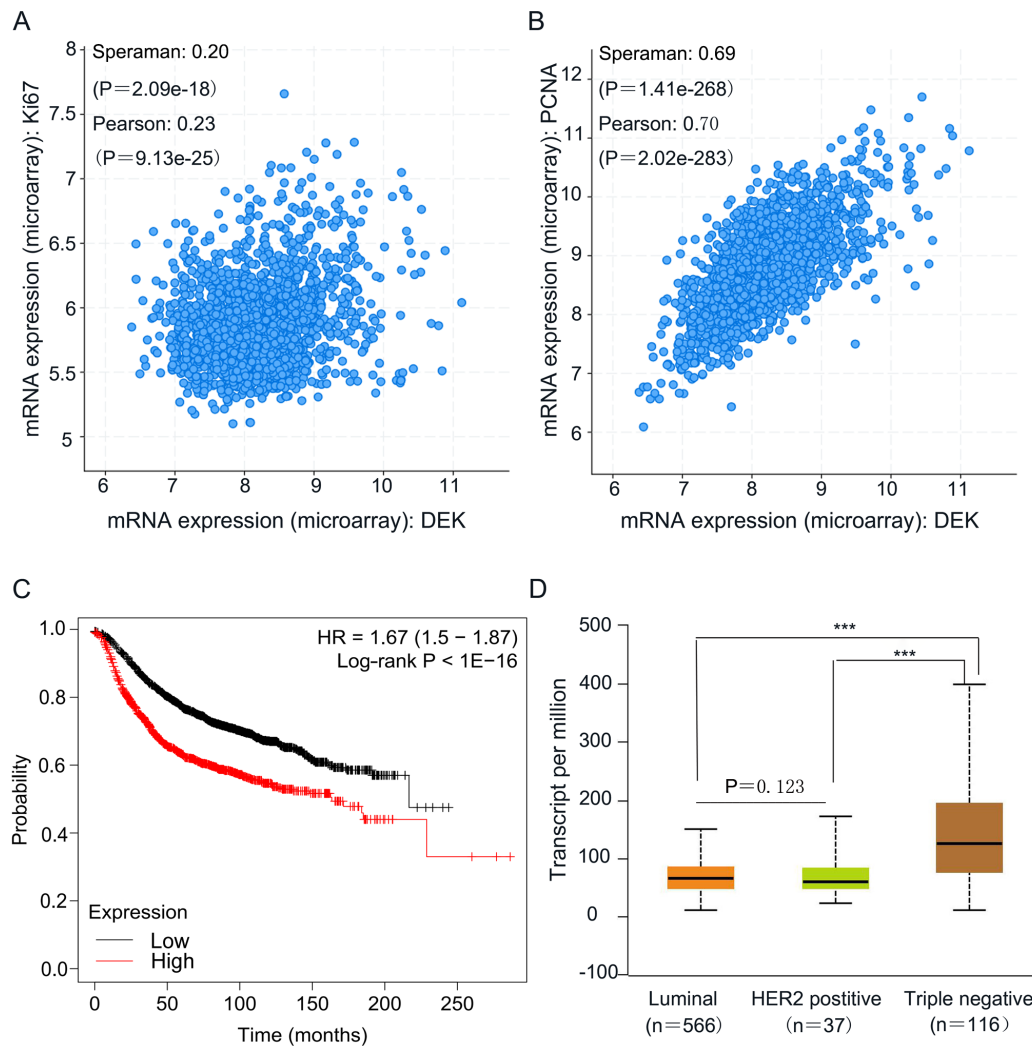 A
Speraman: 0.20
(P=2.09e-18)
Pearson: 0.23
(P=9.13e-25)
mRNA expression (microarray): Ki67
8
7.5
7
6.5
6
5.5
5
6 7 8 9 10 11
mRNA expression (microarray): DEK
B
Speraman: 0.69
(P=1.41e-268)
Pearson: 0.70
(P=2.02e-283)
mRNA expression (microarray): PCNA
12
11
10
9
8
7
6
6 7 8 9 10 11
mRNA expression (microarray): DEK
C
HR = 1.67 (1.5 − 1.87)
Log-rank P < 1E−16
Probability
1.0
0.8
0.6
0.4
0.2
0.0
Expression
Low
High
0 50 100 150 200 250
Time (months)
D
Transcript per million
500
400
300
200
100
0
-100
***
***
P=0.123
Luminal
(n=566)
HER2 postitive
(n=37)
Triple negative
(n=116)